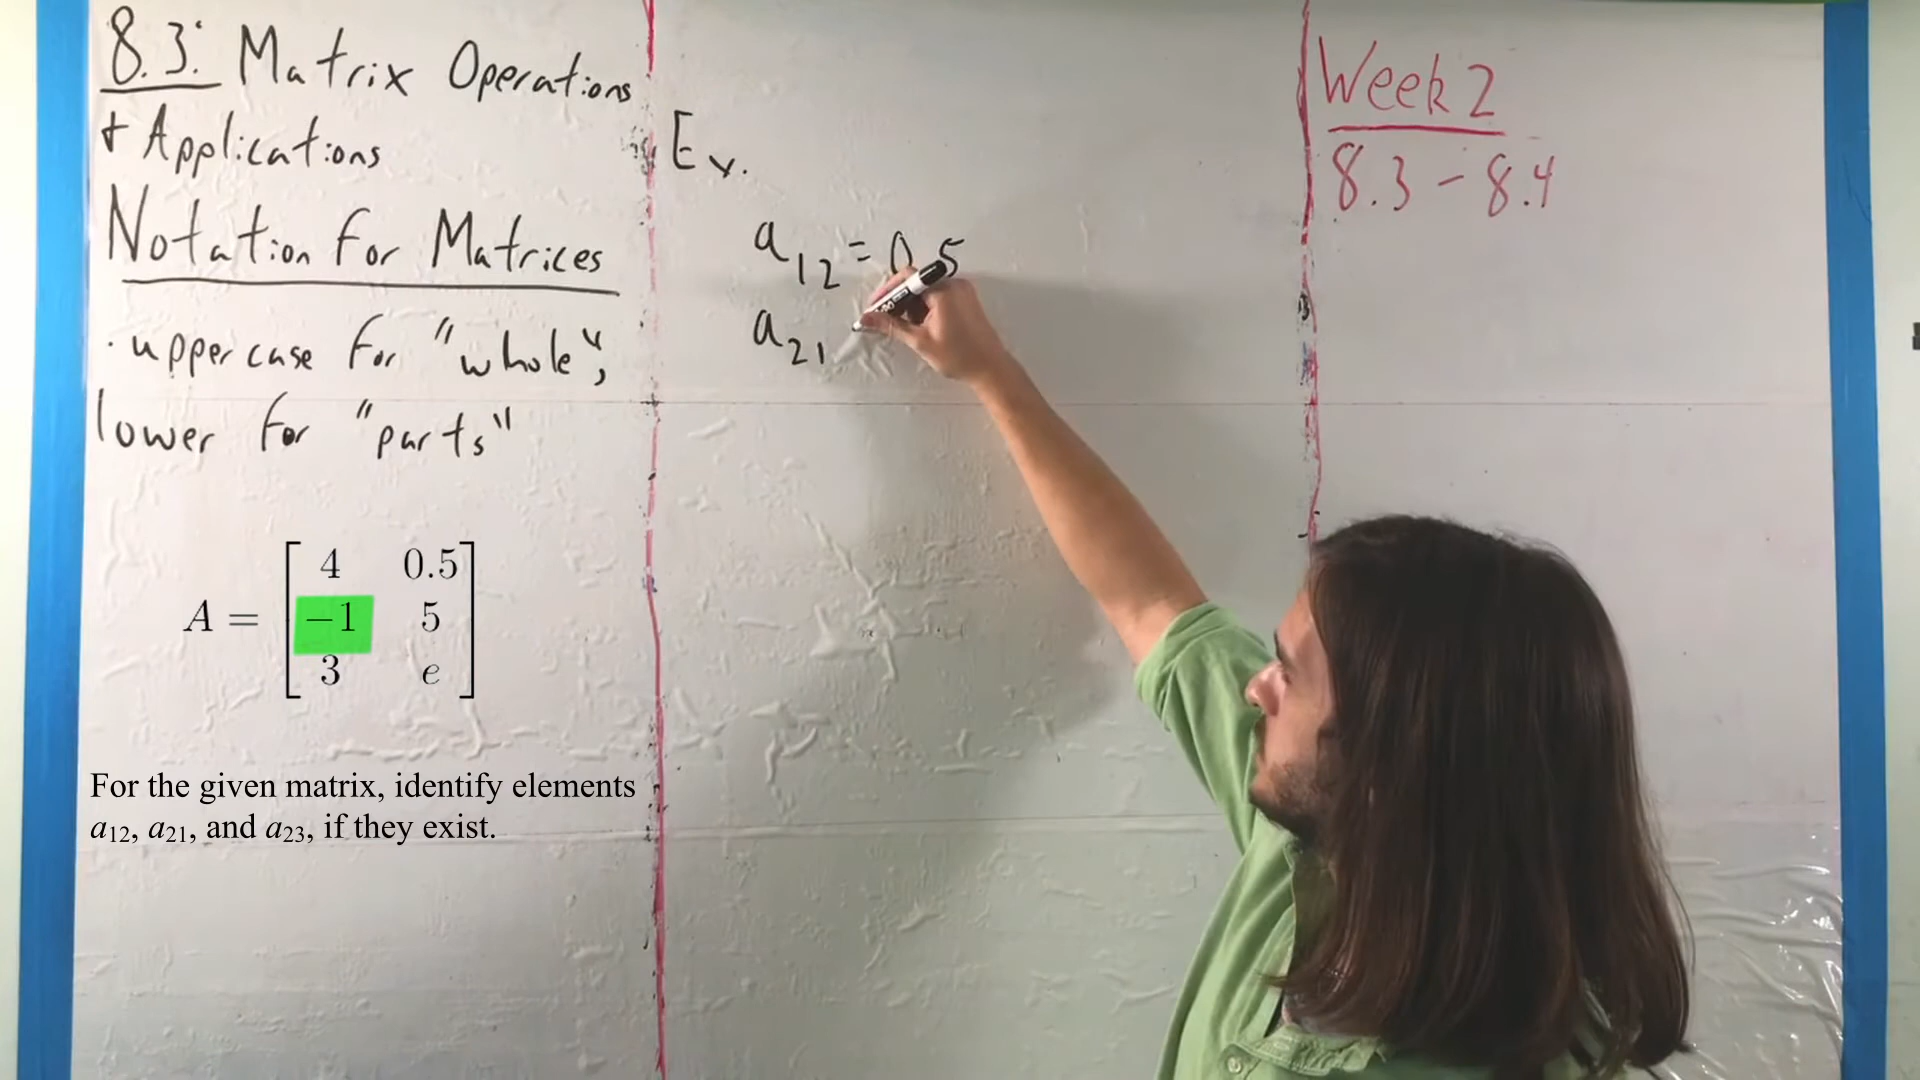 8.3: Matrix Operations
+ Applications
Notation for Matrices
· uppercase for "whole",
lower for "parts"
A =
4 0.5
−1 5
3 e
For the given matrix, identify elements
a12, a21, and a23, if they exist.
Ex.
a12 = 0.5
a21
Week 2
8.3 – 8.4